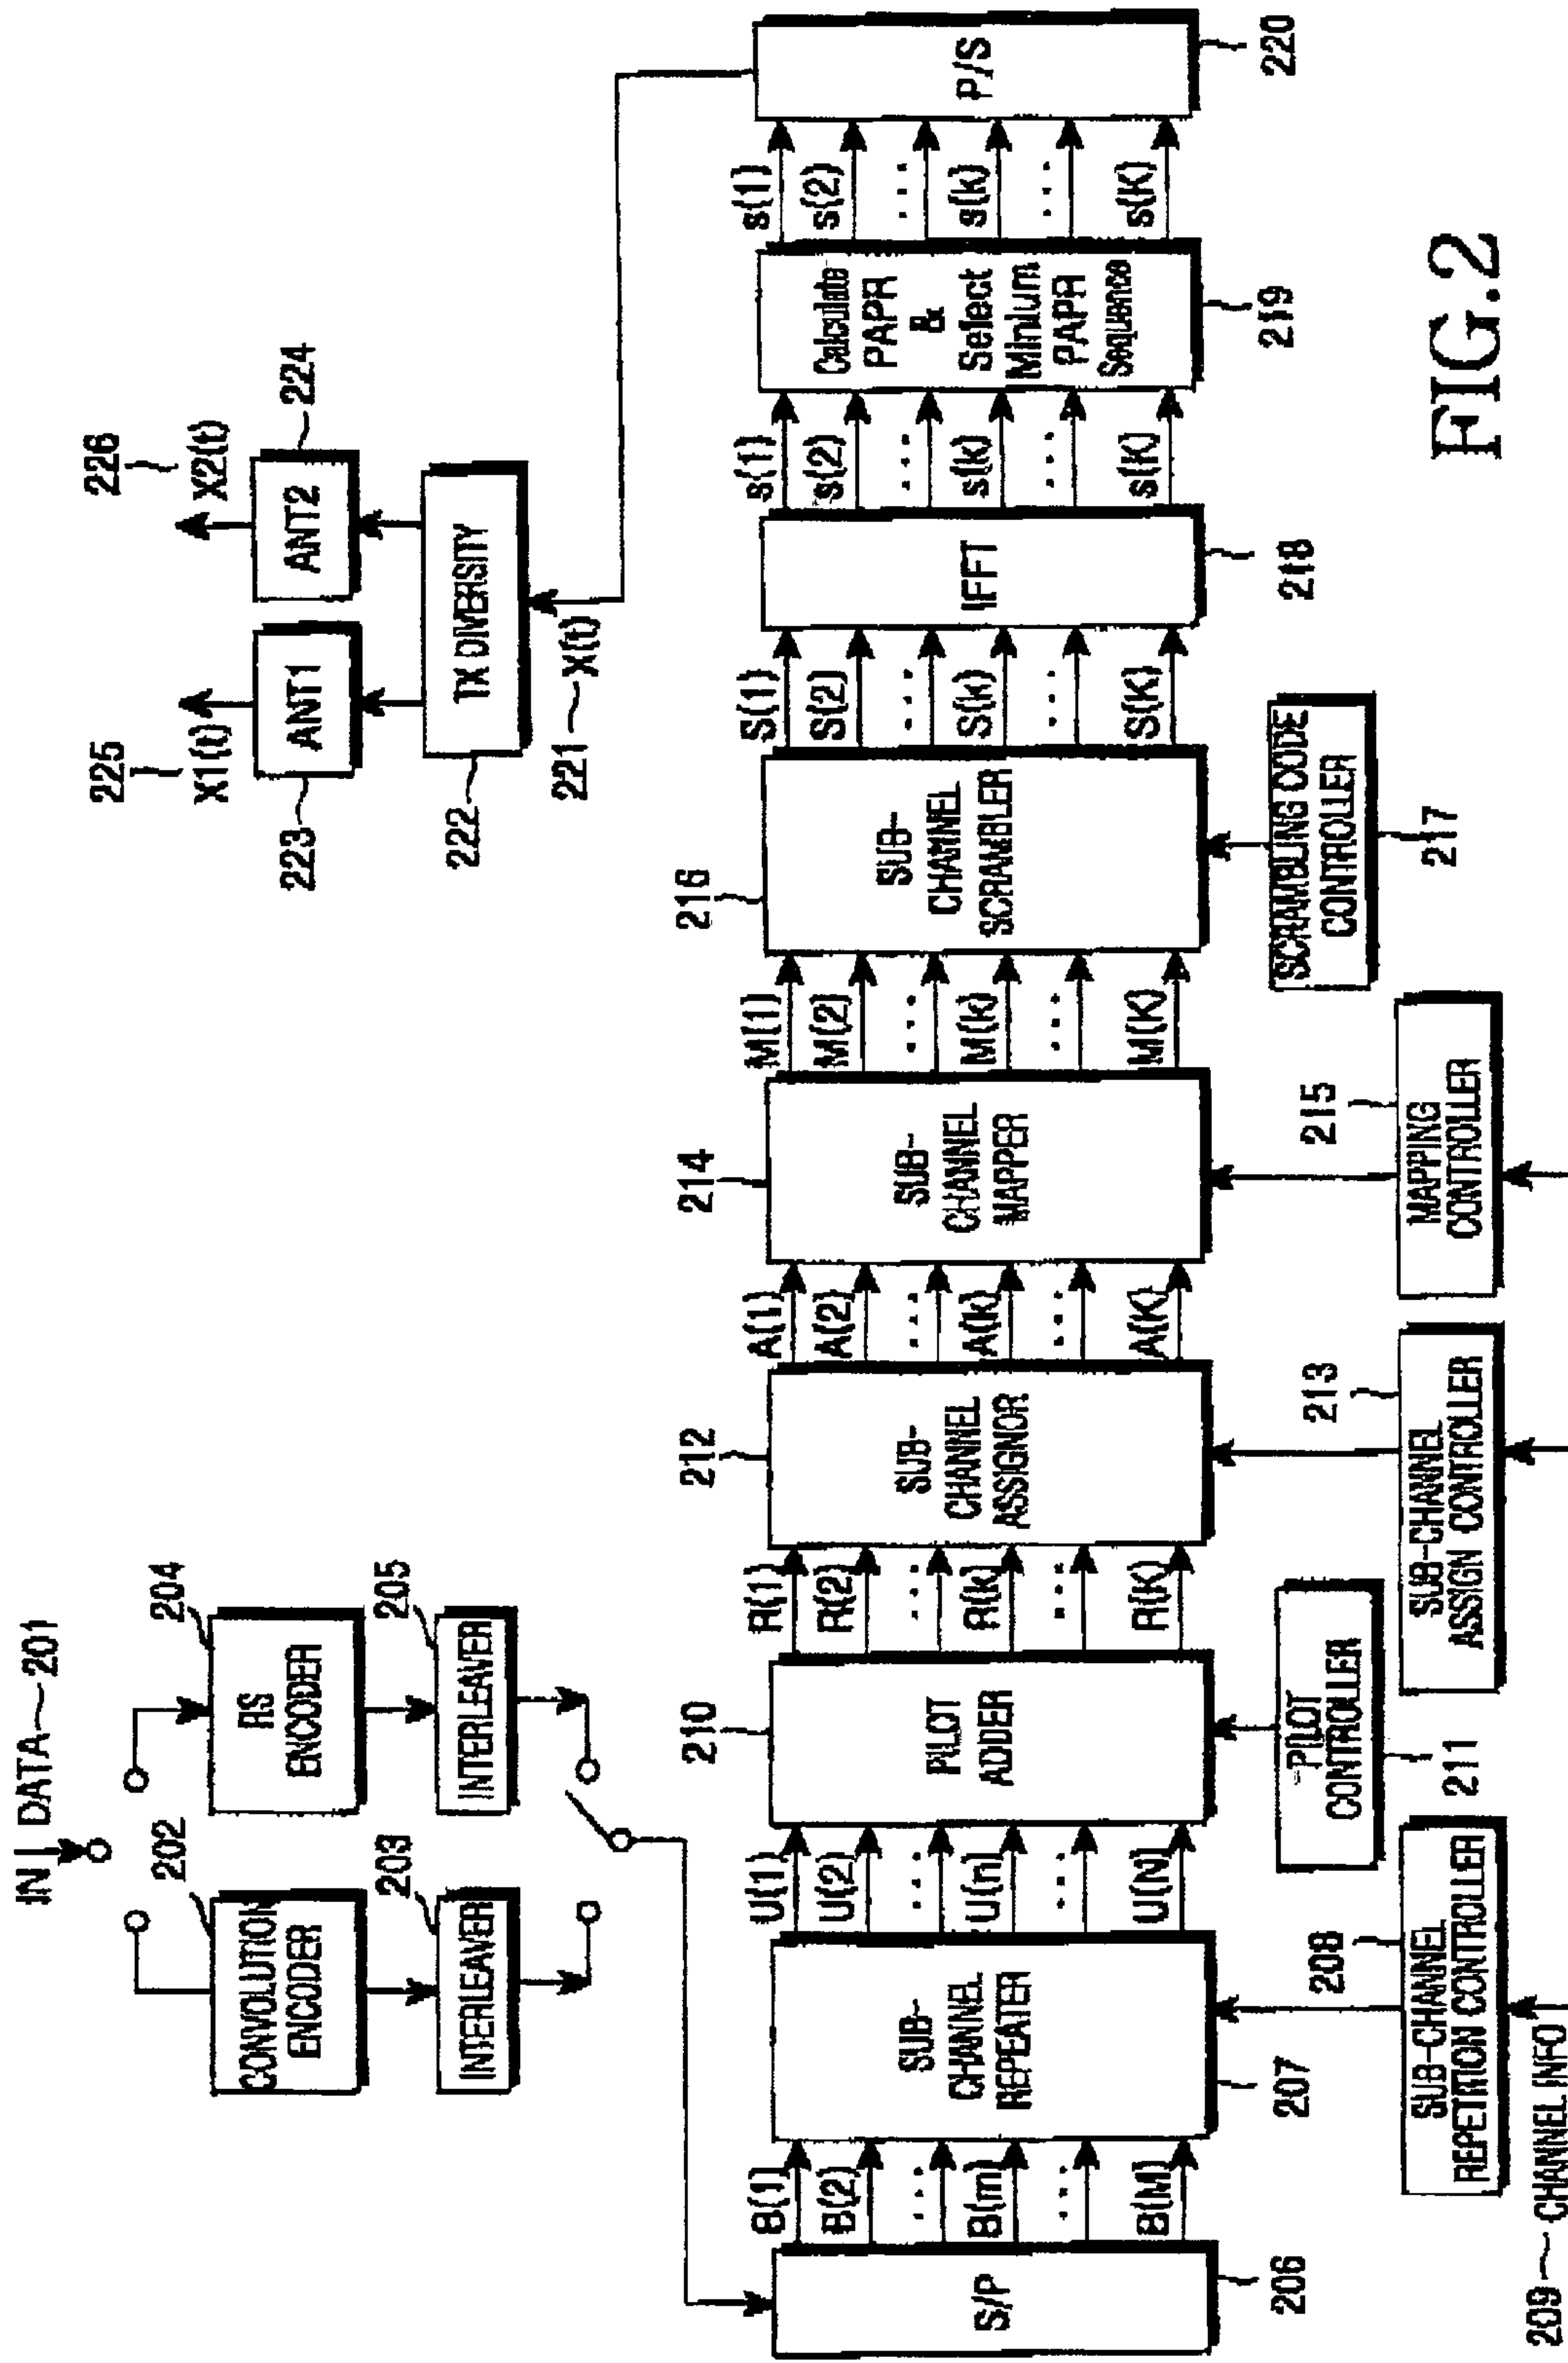 IN DATA 201
CONVOLUTION
ENCODER
202
RS
ENCODER
204
INTERLEAVER
203
INTERLEAVER
205
S/P
206
B(1)
B(2)
...
B(m)
...
B(M)
SUB-
CHANNEL
REPEATER
207
SUB-CHANNEL
REPETITION CONTROLLER
208
209 CHANNEL INFO
U(1)
U(2)
...
U(n)
...
U(N)
PILOT
ADDER
210
PILOT
CONTROLLER
211
R(1)
R(2)
...
R(k)
...
R(K)
SUB-
CHANNEL
ASSIGNOR
212
SUB-CHANNEL
ASSIGN CONTROLLER
213
A(1)
A(2)
...
A(k)
...
A(K)
SUB-
CHANNEL
MAPPER
214
MAPPING
CONTROLLER
215
M(1)
M(2)
...
M(k)
...
M(K)
SUB-
CHANNEL
SCRAMBLER
216
SCRAMBLING CODE
CONTROLLER
217
S(1)
S(2)
...
S(k)
...
S(K)
IFFT
218
s(1)
s(2)
...
s(k)
...
s(K)
Calculate
PAPR
&
Select
Minium
PAPR
Sequence
219
s(1)
s(2)
...
s(k)
...
s(K)
P/S
220
221 X(t)
TX DIVERSITY
222
ANT1
223
ANT2
224
225
X1(t)
226
X2(t)
FIG.2